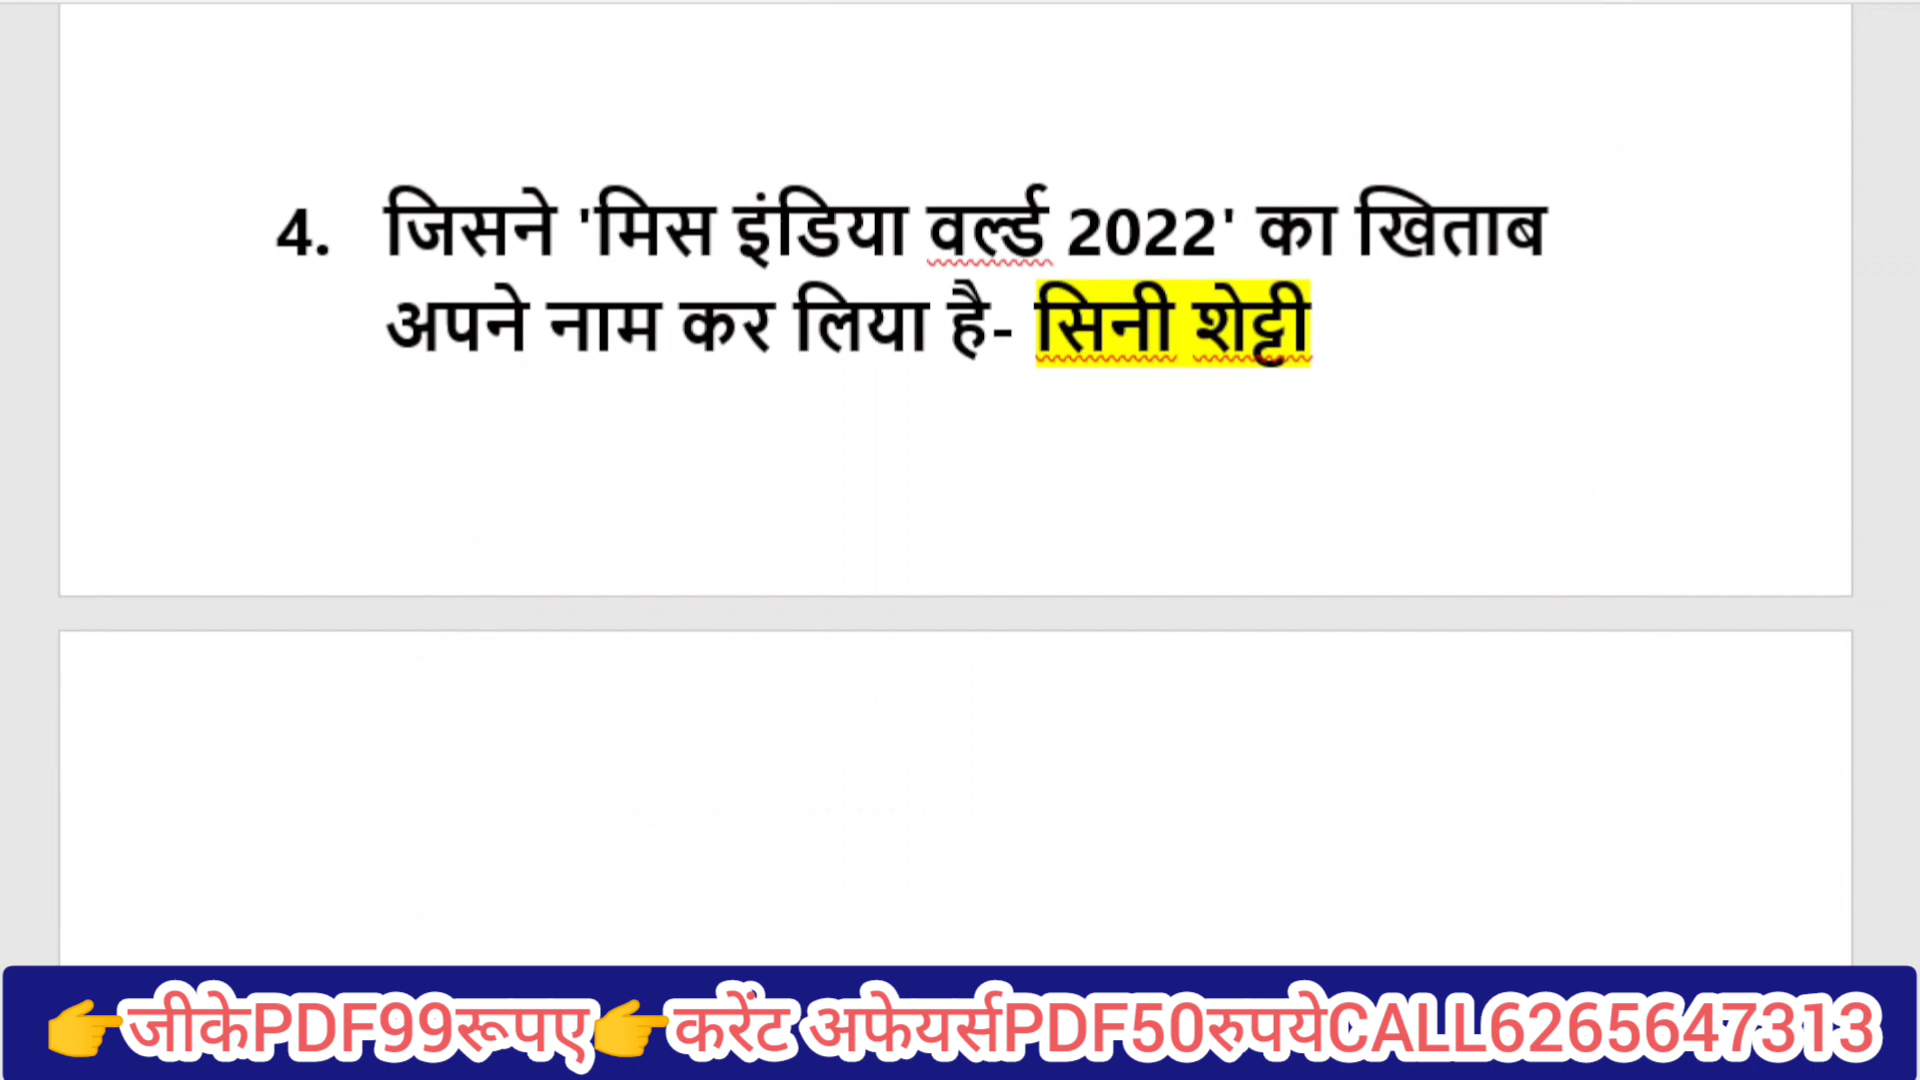 4. जिसने 'मिस इंडिया वर्ल्ड 2022' का खिताब
अपने नाम कर लिया है- सिनी शेट्टी
👉जीकेPDF99रूपए👉करेंट अफेयर्सPDF50रुपयेCALL6265647313